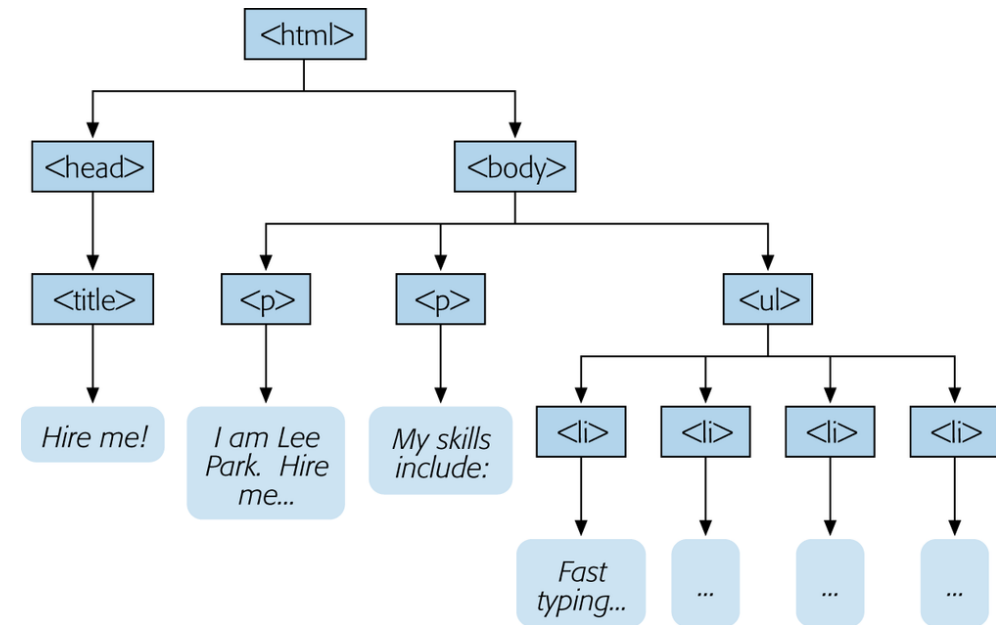 <html>
<head>
<body>
<title>
<p>
<p>
<ul>
Hire me!
I am Lee
Park. Hire
me...
My skills
include:
<li>
<li>
<li>
<li>
Fast
typing...
...
...
...